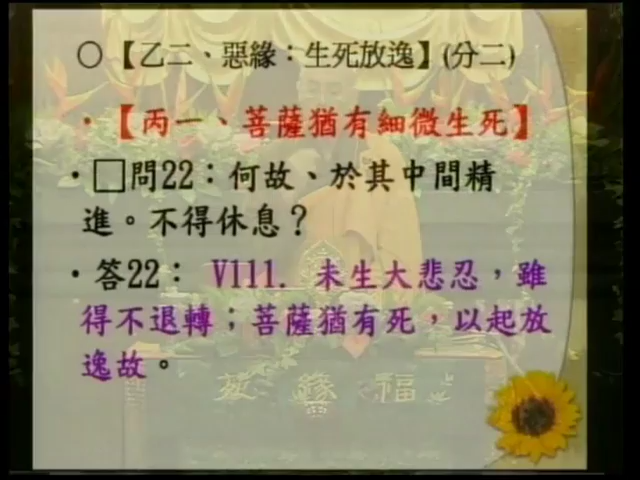 ○【乙二、惡緣：生死放逸】(分二)
·【丙一、菩薩猶有細微生死】
·□問22：何故、於其中間精
進。不得休息？
·答22： V111. 未生大悲忍，雖
得不退轉；菩薩猶有死，以起放
逸故。
緣 福